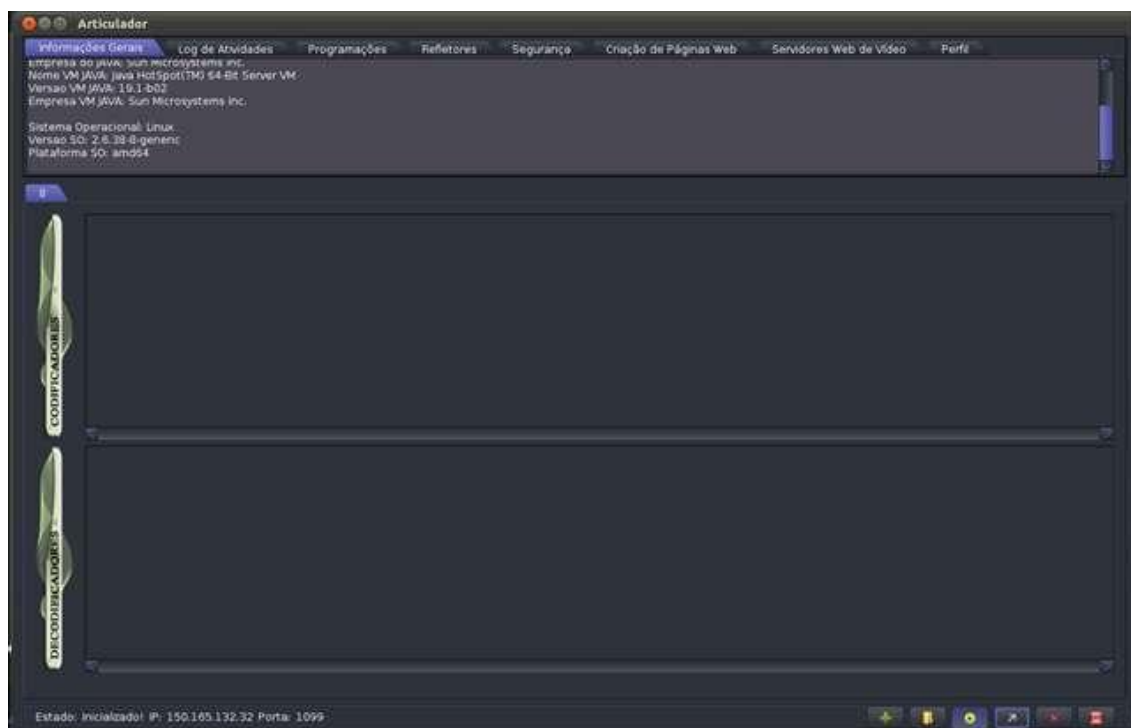 Articulador
Informações Gerais Log de Atividades Programações Refletores Segurança Criação de Páginas Web Servidores Web de Vídeo Perfil
Empresa do JAVA: Sun Microsystems Inc.
Nome VM JAVA: Java HotSpot(TM) 64-Bit Server VM
Versao VM JAVA: 19.1-b02
Empresa VM JAVA: Sun Microsystems Inc.
Sistema Operacional: Linux
Versao SO: 2.6.38-8-generic
Plataforma SO: amd64
CODIFICADORES
DECODIFICADORES
Estado: Inicializado! IP: 150.165.132.32 Porta: 1099